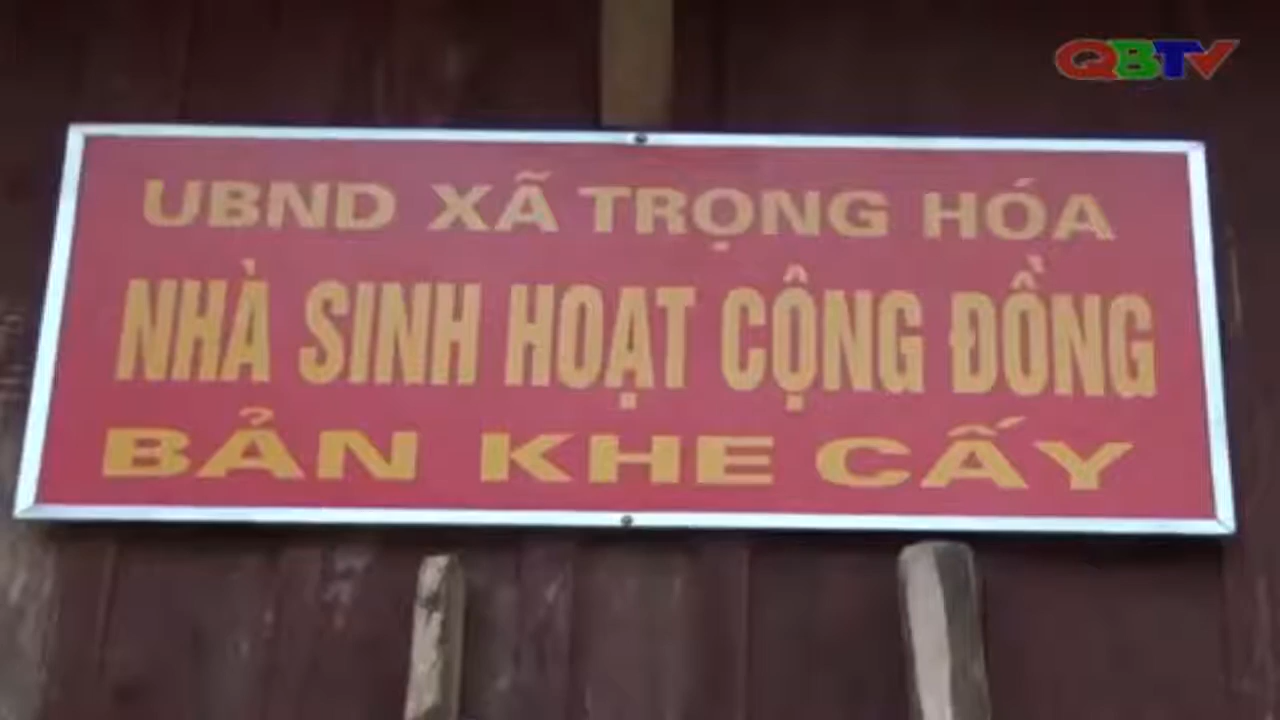 QBTV
UBND XÃ TRỌNG HÓA
NHÀ SINH HOẠT CỘNG ĐỒNG
BẢN KHE CẤY